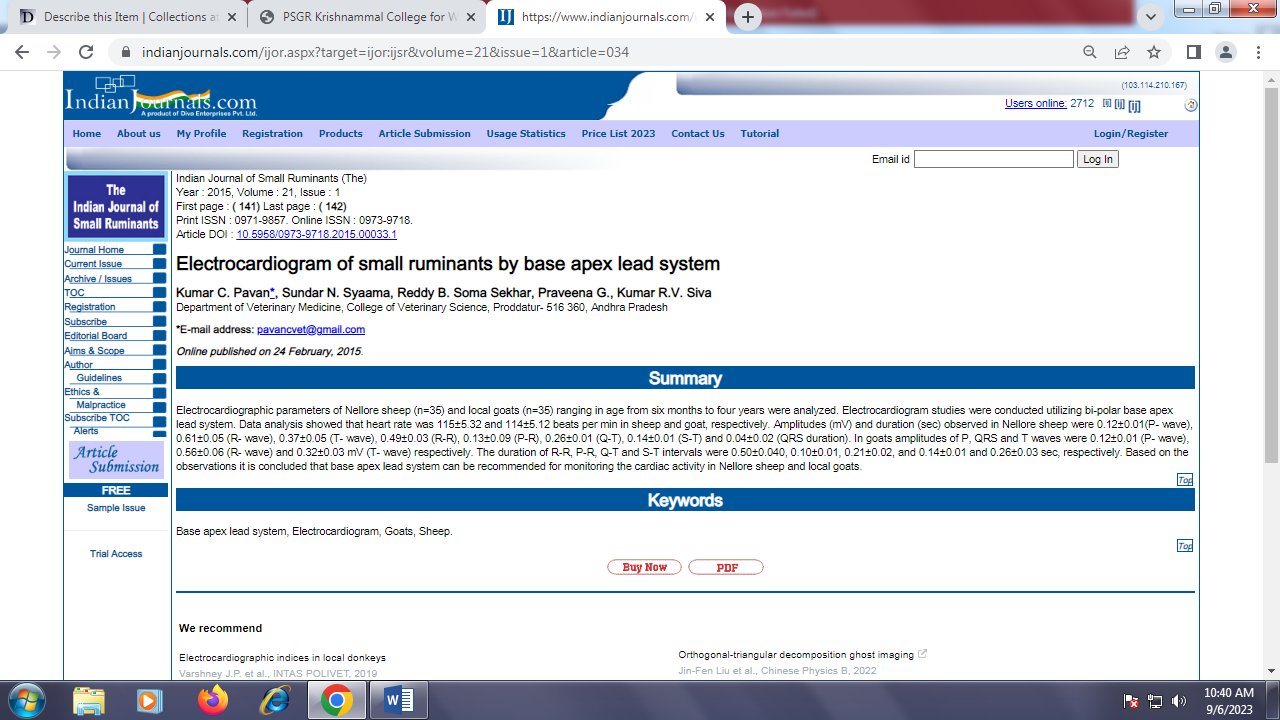 Describe this Item | Collections at
PSGR Krishnammal College for W
https://www.indianjournals.com/
indianjournals.com/ijor.aspx?target=ijor:ijsr&volume=21&issue=1&article=034
IndianJournals.com
A product of Diva Enterprises Pvt. Ltd.
(103.114.210.167)
Users online: 2712 [ij] [ij] [ij]
Home About us My Profile Registration Products Article Submission Usage Statistics Price List 2023 Contact Us Tutorial Login/Register
Email id Log In
The
Indian Journal of
Small Ruminants
Journal Home
Current Issue
Archive / Issues
TOC
Registration
Subscribe
Editorial Board
Aims & Scope
Author
Guidelines
Ethics &
Malpractice
Subscribe TOC
Alerts
Article
Submission
FREE
Sample Issue
Trial Access
Indian Journal of Small Ruminants (The)
Year : 2015, Volume : 21, Issue : 1
First page : ( 141) Last page : ( 142)
Print ISSN : 0971-9857. Online ISSN : 0973-9718.
Article DOI : 10.5958/0973-9718.2015.00033.1
Electrocardiogram of small ruminants by base apex lead system
Kumar C. Pavan*, Sundar N. Syaama, Reddy B. Soma Sekhar, Praveena G., Kumar R.V. Siva
Department of Veterinary Medicine, College of Veterinary Science, Proddatur- 516 360, Andhra Pradesh
*E-mail address: pavancvet@gmail.com
Online published on 24 February, 2015.
Summary
Electrocardiographic parameters of Nellore sheep (n=35) and local goats (n=35) ranging in age from six months to four years were analyzed. Electrocardiogram studies were conducted utilizing bi-polar base apex
lead system. Data analysis showed that heart rate was 115±5.32 and 114±5.12 beats per min in sheep and goat, respectively. Amplitudes (mV) and duration (sec) observed in Nellore sheep were 0.12±0.01(P- wave),
0.61±0.05 (R- wave), 0.37±0.05 (T- wave), 0.49±0.03 (R-R), 0.13±0.09 (P-R), 0.26±0.01 (Q-T), 0.14±0.01 (S-T) and 0.04±0.02 (QRS duration). In goats amplitudes of P, QRS and T waves were 0.12±0.01 (P- wave),
0.56±0.06 (R- wave) and 0.32±0.03 mV (T- wave) respectively. The duration of R-R, P-R, Q-T and S-T intervals were 0.50±0.040, 0.10±0.01, 0.21±0.02, and 0.14±0.01 and 0.26±0.03 sec, respectively. Based on the
observations it is concluded that base apex lead system can be recommended for monitoring the cardiac activity in Nellore sheep and local goats.
Top
Keywords
Base apex lead system, Electrocardiogram, Goats, Sheep.
Top
Buy Now PDF
We recommend
Electrocardiographic indices in local donkeys
Varshney J.P. et al., INTAS POLIVET, 2019
Orthogonal-triangular decomposition ghost imaging
Jin-Fen Liu et al., Chinese Physics B, 2022
10:40 AM
9/6/2023